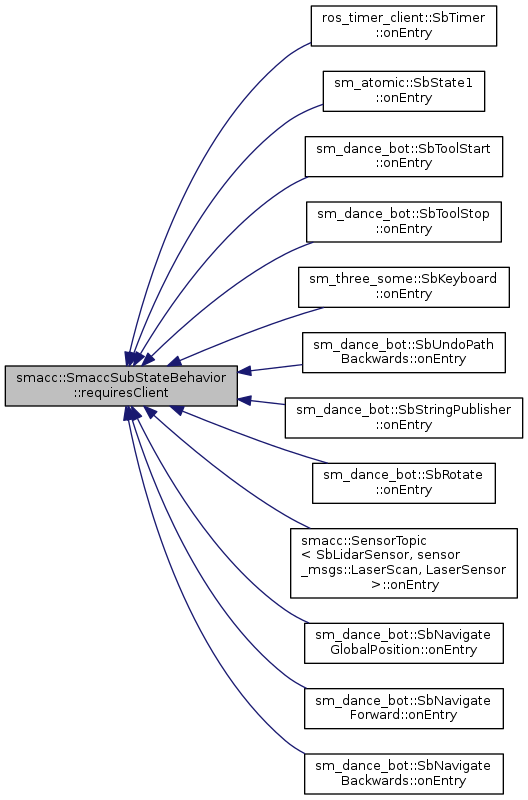 ros_timer_client::SbTimer
::onEntry
sm_atomic::SbState1
::onEntry
sm_dance_bot::SbToolStart
::onEntry
sm_dance_bot::SbToolStop
::onEntry
sm_three_some::SbKeyboard
::onEntry
sm_dance_bot::SbUndoPath
Backwards::onEntry
smacc::SmaccSubStateBehavior
::requiresClient
sm_dance_bot::SbStringPublisher
::onEntry
sm_dance_bot::SbRotate
::onEntry
smacc::SensorTopic
< SbLidarSensor, sensor
_msgs::LaserScan, LaserSensor
>::onEntry
sm_dance_bot::SbNavigate
GlobalPosition::onEntry
sm_dance_bot::SbNavigate
Forward::onEntry
sm_dance_bot::SbNavigate
Backwards::onEntry